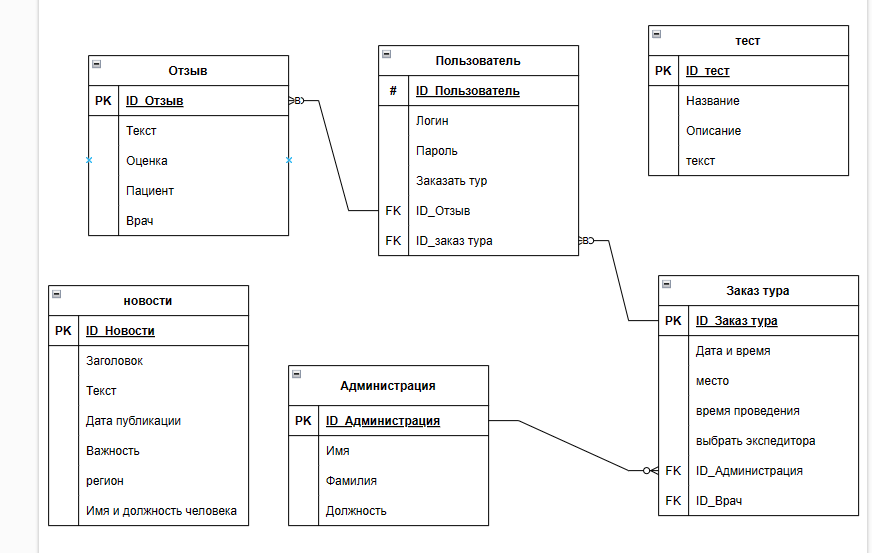 Отзыв
PK ID_Отзыв
Текст
Оценка
Пациент
Врач
Пользователь
# ID_Пользователь
Логин
Пароль
Заказать тур
FK ID_Отзыв
FK ID_заказ тура
тест
PK ID_тест
Название
Описание
текст
новости
PK ID_Новости
Заголовок
Текст
Дата публикации
Важность
регион
Имя и должность человека
Администрация
PK ID_Администрация
Имя
Фамилия
Должность
Заказ тура
PK ID_Заказ тура
Дата и время
место
время проведения
выбрать экспедитора
FK ID_Администрация
FK ID_Врач